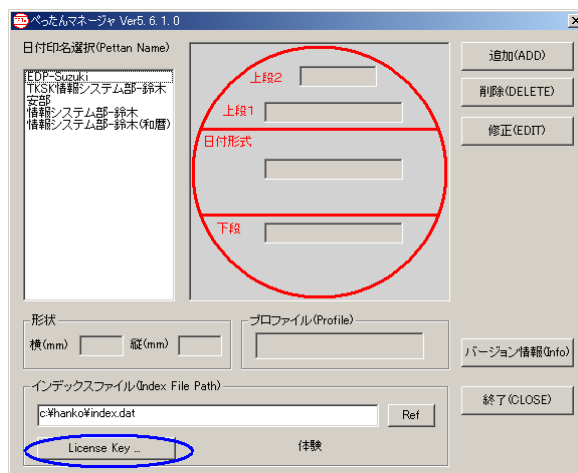 ぺったんマネージャ Ver5.6.1.0
日付印名選択(Pettan Name)
EDP-Suzuki
TKSK情報システム部-鈴木
安部
情報システム部-鈴木
情報システム部-鈴木(和暦)
上段2
上段1
日付形式
下段
追加(ADD)
削除(DELETE)
修正(EDIT)
形状
横(mm)
縦(mm)
プロファイル(Profile)
バージョン情報(Info)
インデックスファイル(Index File Path)
c:¥hanko¥index.dat
Ref
終了(CLOSE)
License Key ...
体験